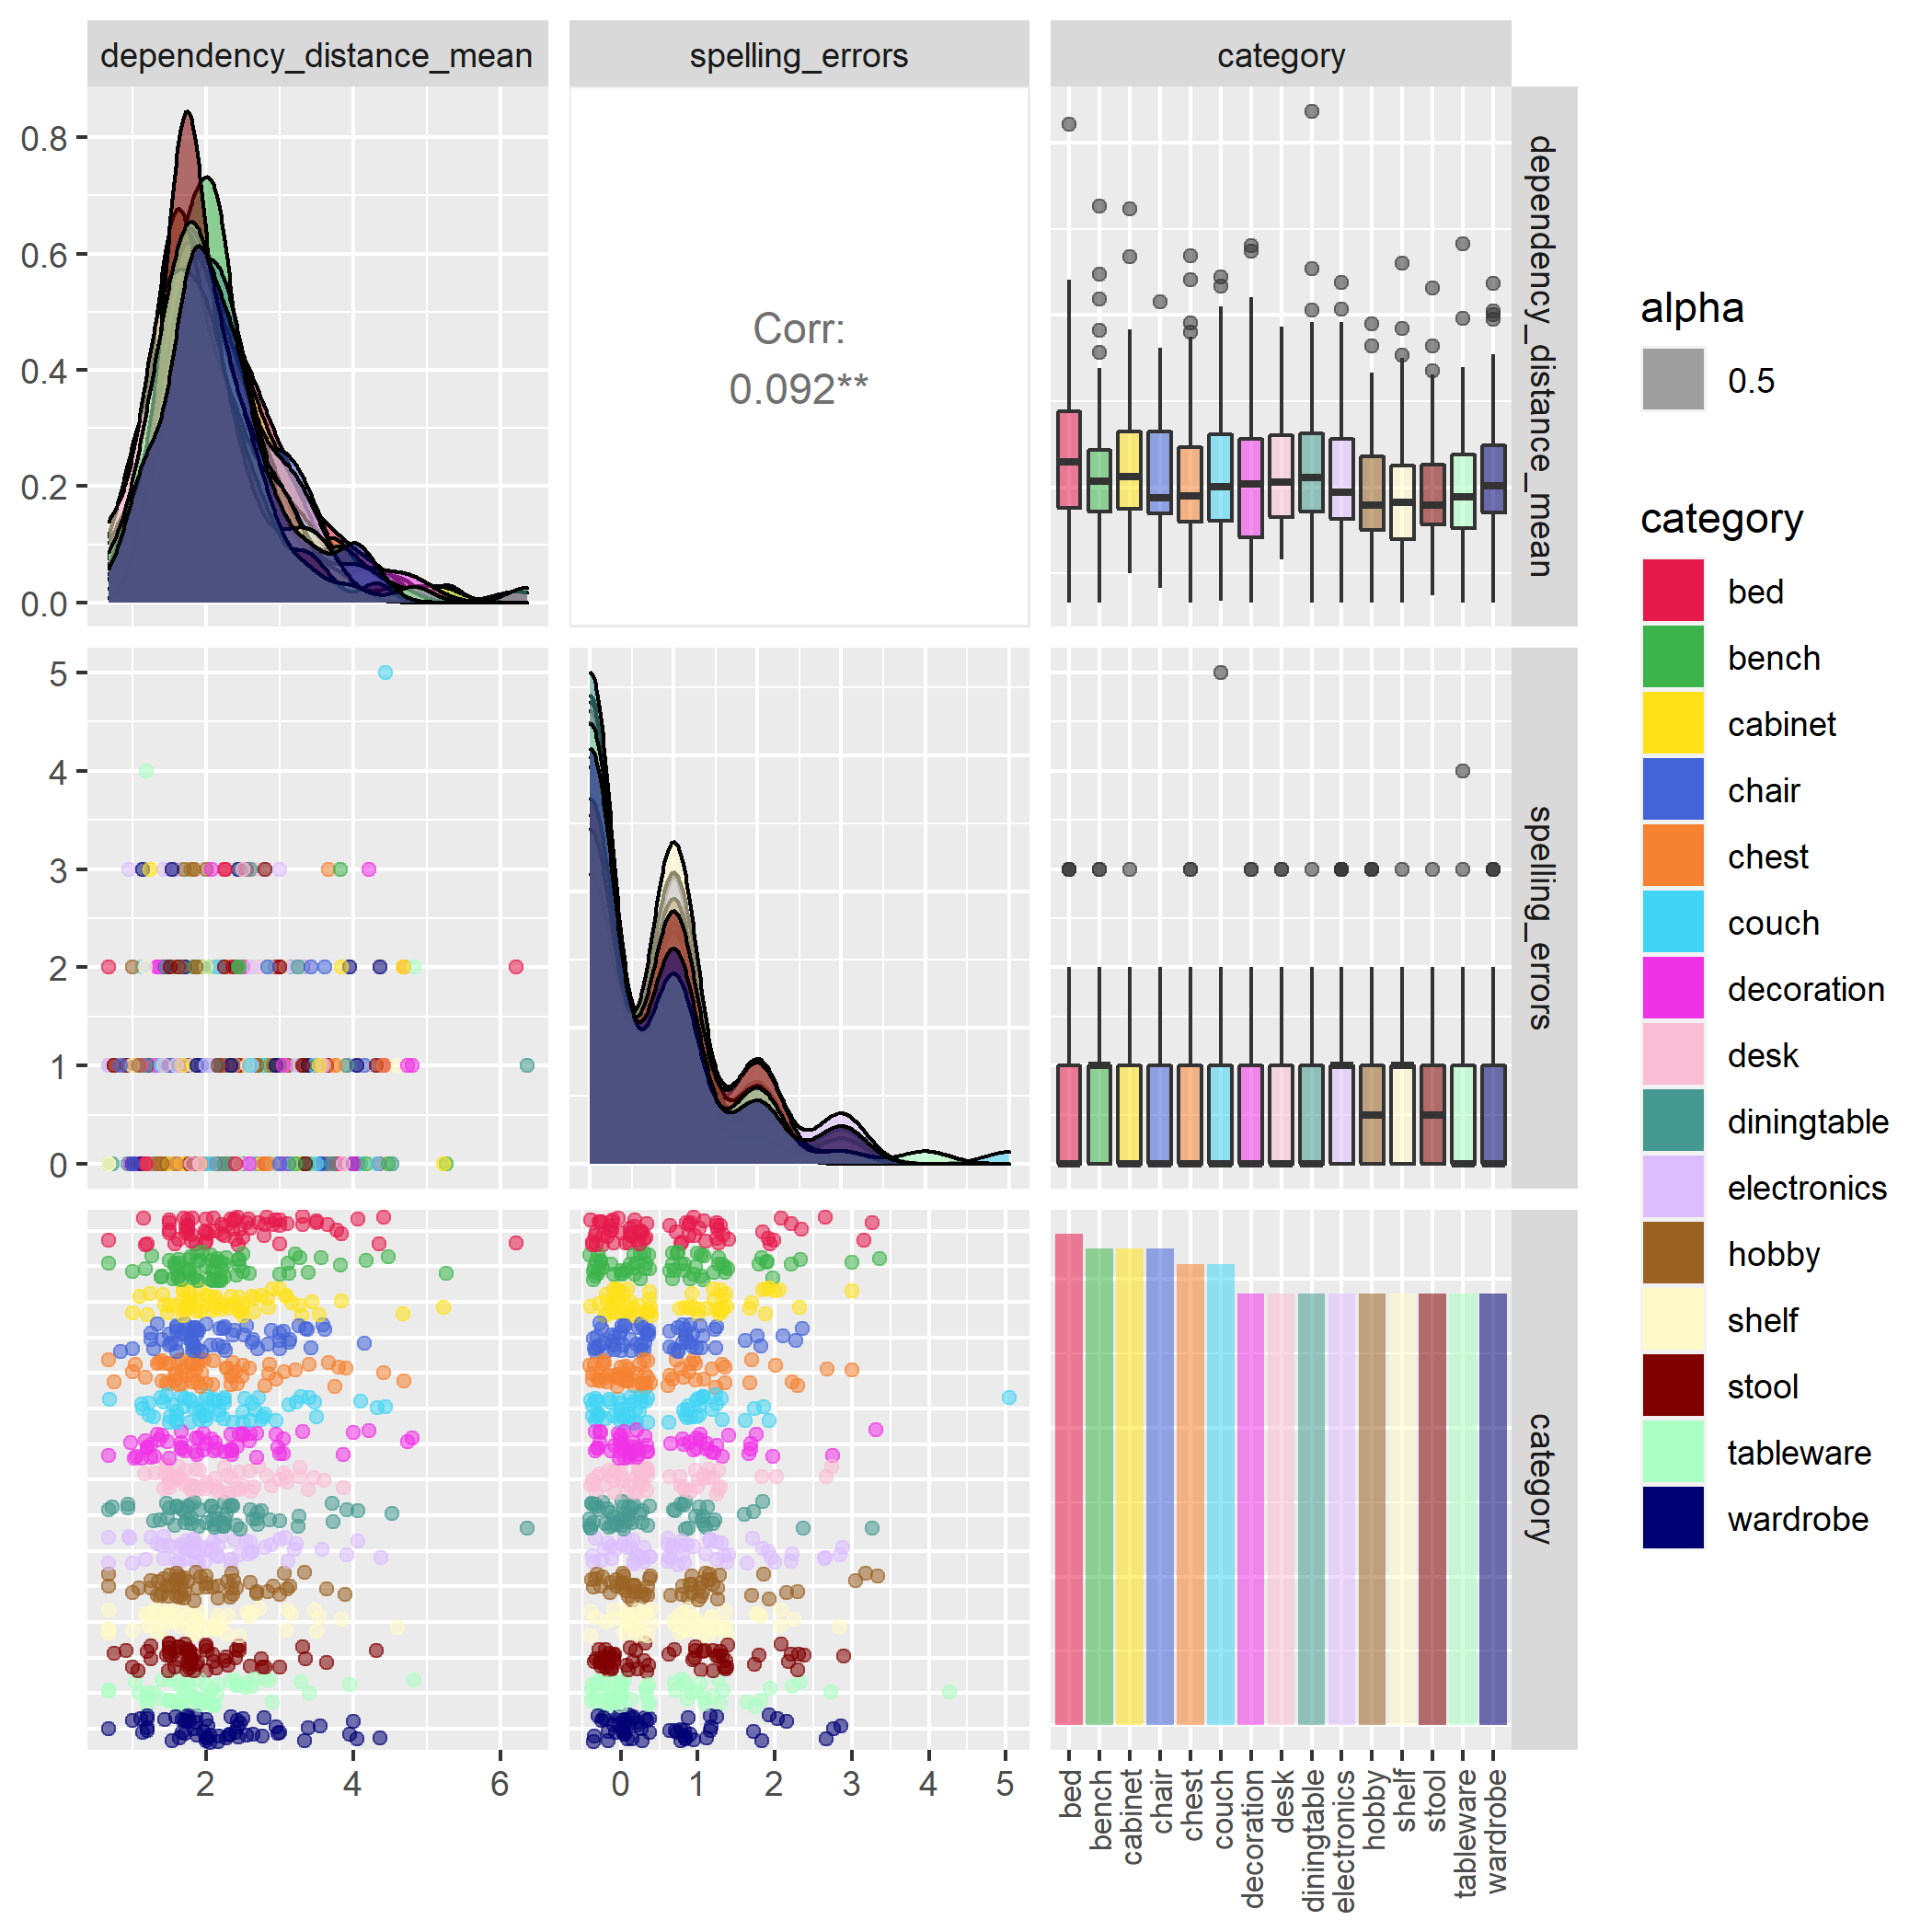 dependency_distance_mean
spelling_errors
category
0.8
0.6
0.4
0.2
0.0
Corr:
0.092**
dependency_distance_mean
5
4
3
2
1
0
spelling_errors
category
2
4
6
0
1
2
3
4
5
bed
bench
cabinet
chair
chest
couch
decoration
desk
diningtable
electronics
hobby
shelf
stool
tableware
wardrobe
alpha
0.5
category
bed
bench
cabinet
chair
chest
couch
decoration
desk
diningtable
electronics
hobby
shelf
stool
tableware
wardrobe